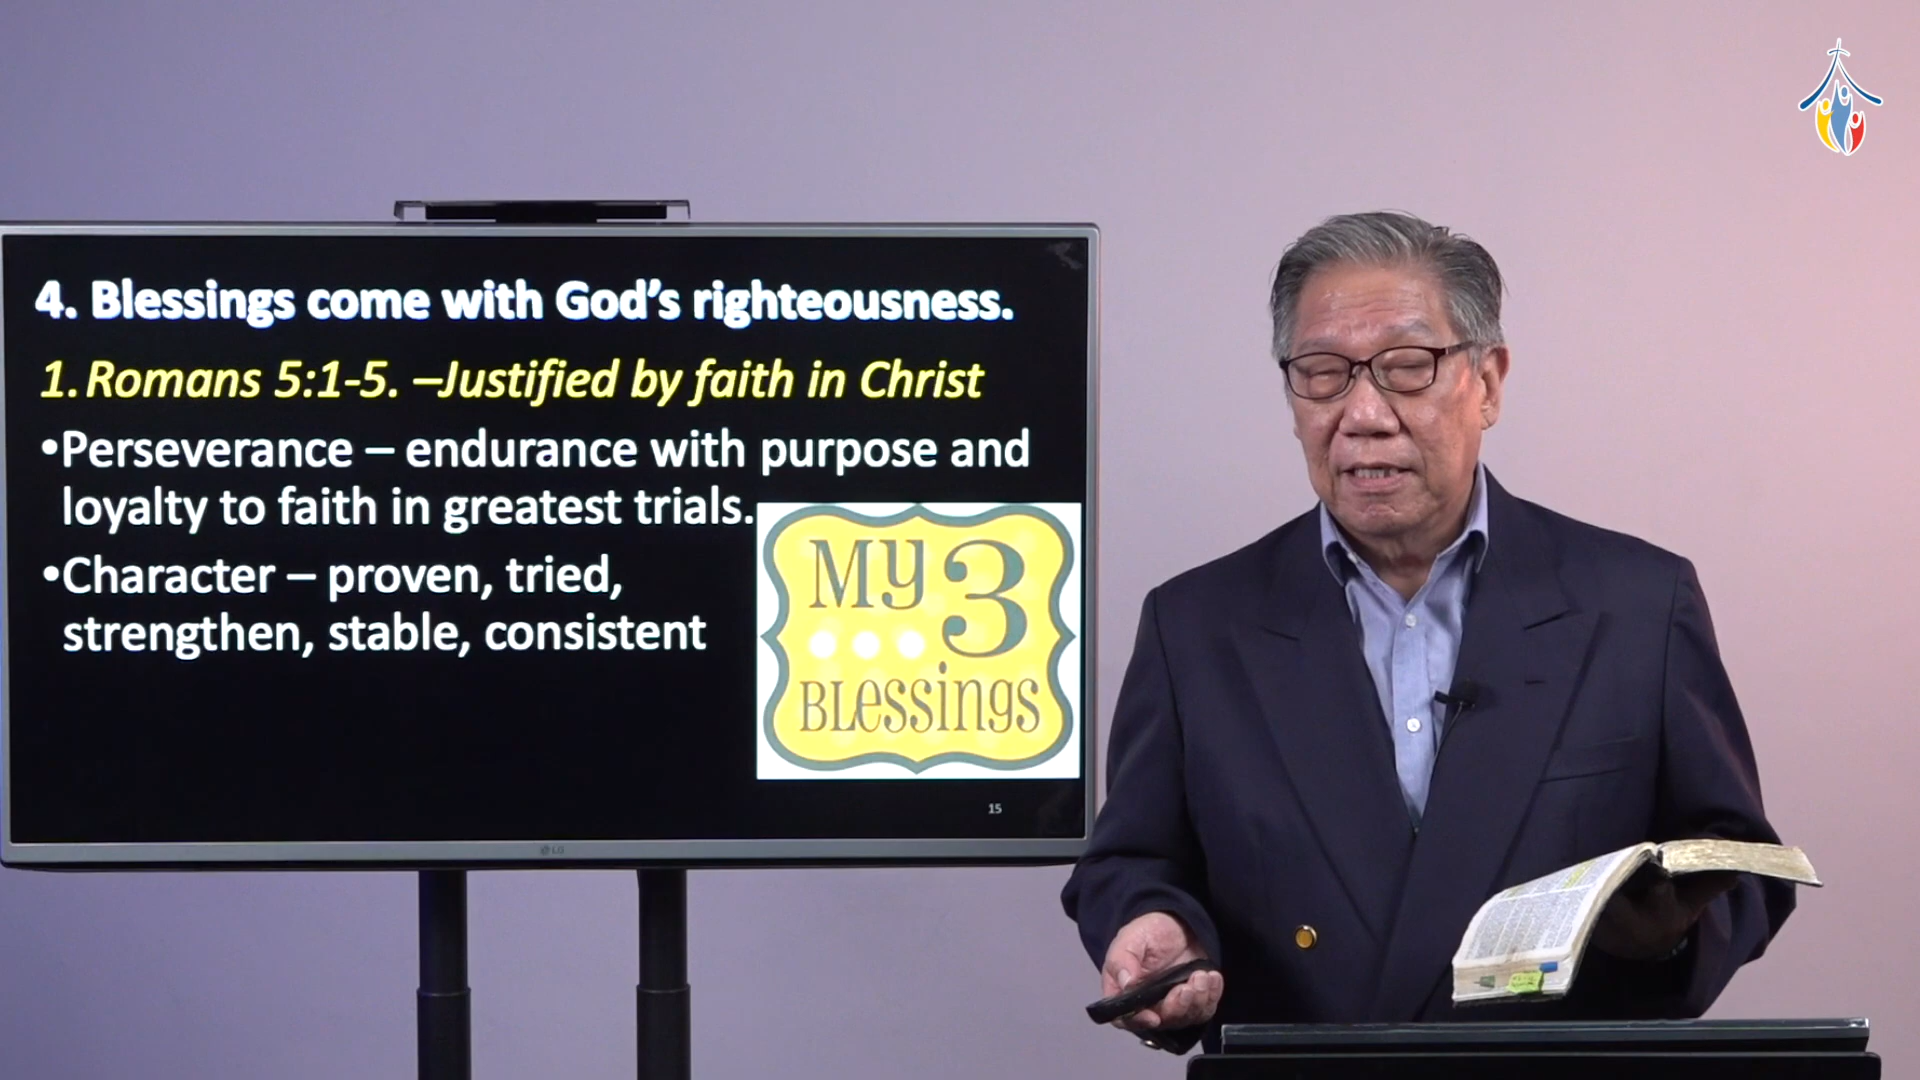 4. Blessings come with God’s righteousness.
1. Romans 5:1-5. –Justified by faith in Christ
•Perseverance – endurance with purpose and
loyalty to faith in greatest trials.
•Character – proven, tried,
strengthen, stable, consistent
My 3
Blessings
15
LG